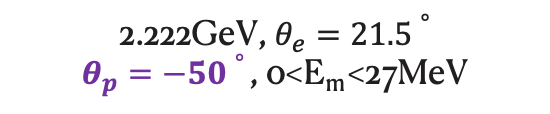 2.222GeV, θₑ = 21.5°
θₚ = −50°, 0<Eₘ<27MeV